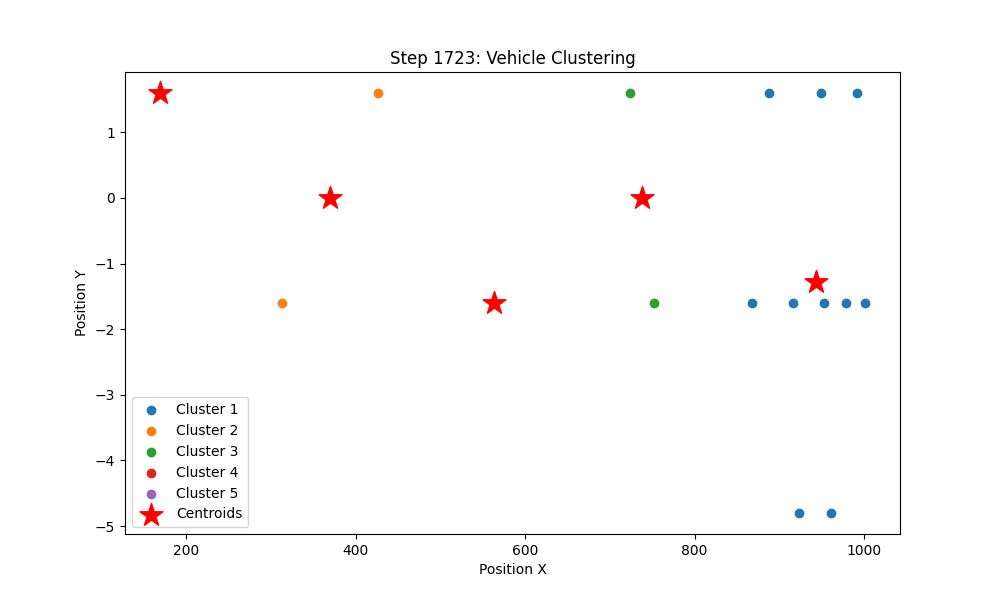 Step 1723: Vehicle Clustering
Position Y
1
0
−1
−2
−3
−4
−5
Cluster 1
Cluster 2
Cluster 3
Cluster 4
Cluster 5
Centroids
200 400 600 800 1000
Position X